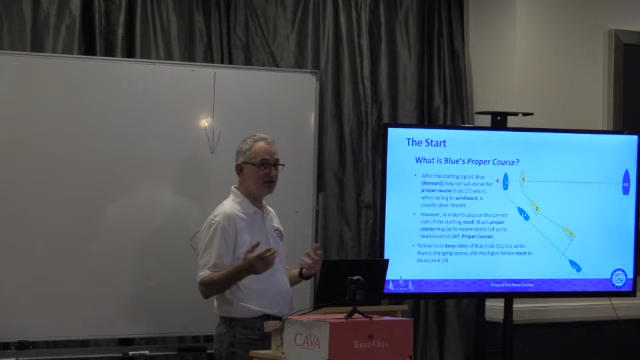 The Start
What is Blue's Proper Course?
• After the starting signal, Blue
(leeward) may not sail above her
proper course (rule 17) which,
when sailing to windward, is
usually close-hauled.
• However, in order to pass on the correct
side of the starting mark, Blue's proper
course may be to momentarily luff up to
head-to-wind (def. Proper Course).
• Yellow must keep clear of Blue (rule 11), but while
Blue is changing course, she must give Yellow room to
do so (rule 16)
CAVA